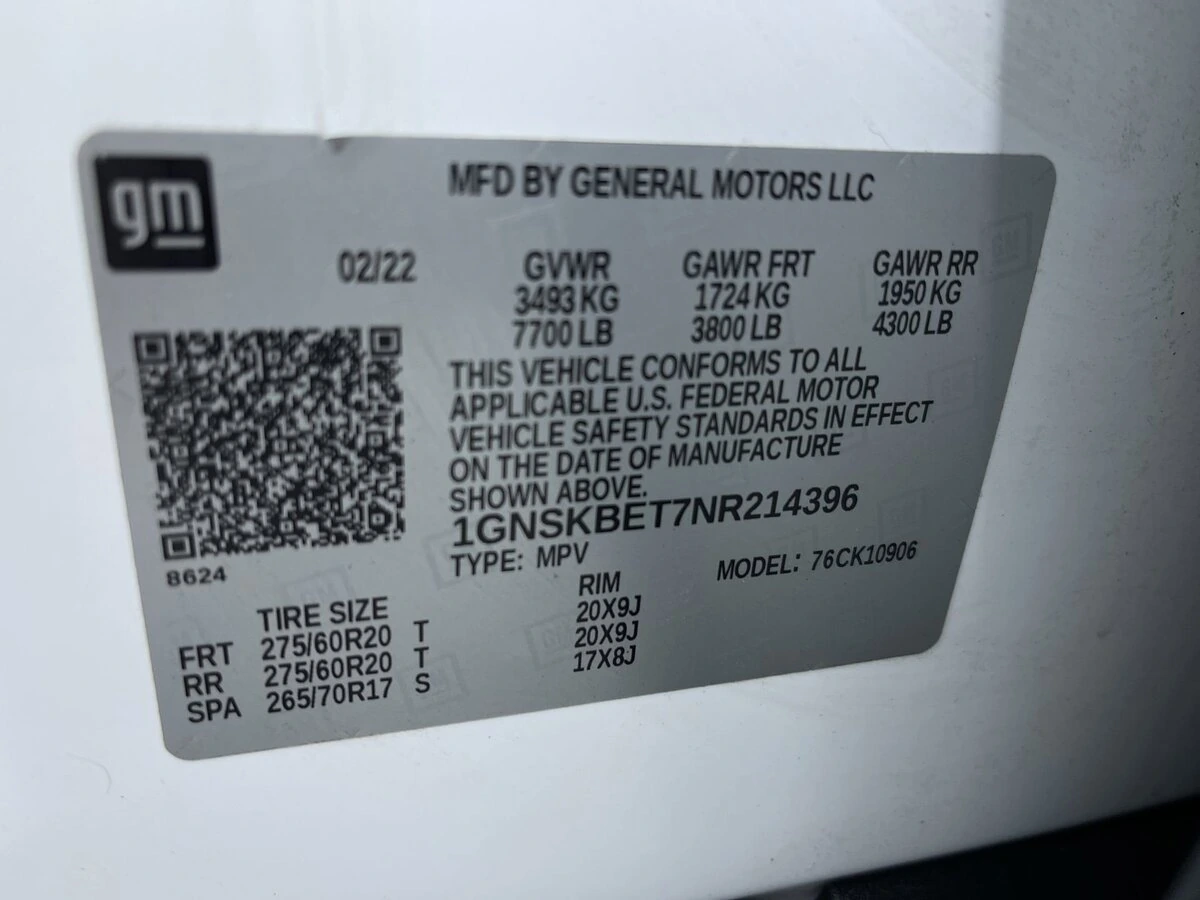 gm
MFD BY GENERAL MOTORS LLC
02/22 GVWR GAWR FRT GAWR RR
3493 KG 1724 KG 1950 KG
7700 LB 3800 LB 4300 LB
THIS VEHICLE CONFORMS TO ALL
APPLICABLE U.S. FEDERAL MOTOR
VEHICLE SAFETY STANDARDS IN EFFECT
ON THE DATE OF MANUFACTURE
SHOWN ABOVE.
1GNSKBET7NR214396
TYPE: MPV MODEL: 76CK10906
8624
TIRE SIZE RIM
FRT 275/60R20 T 20X9J
RR 275/60R20 T 20X9J
SPA 265/70R17 S 17X8J